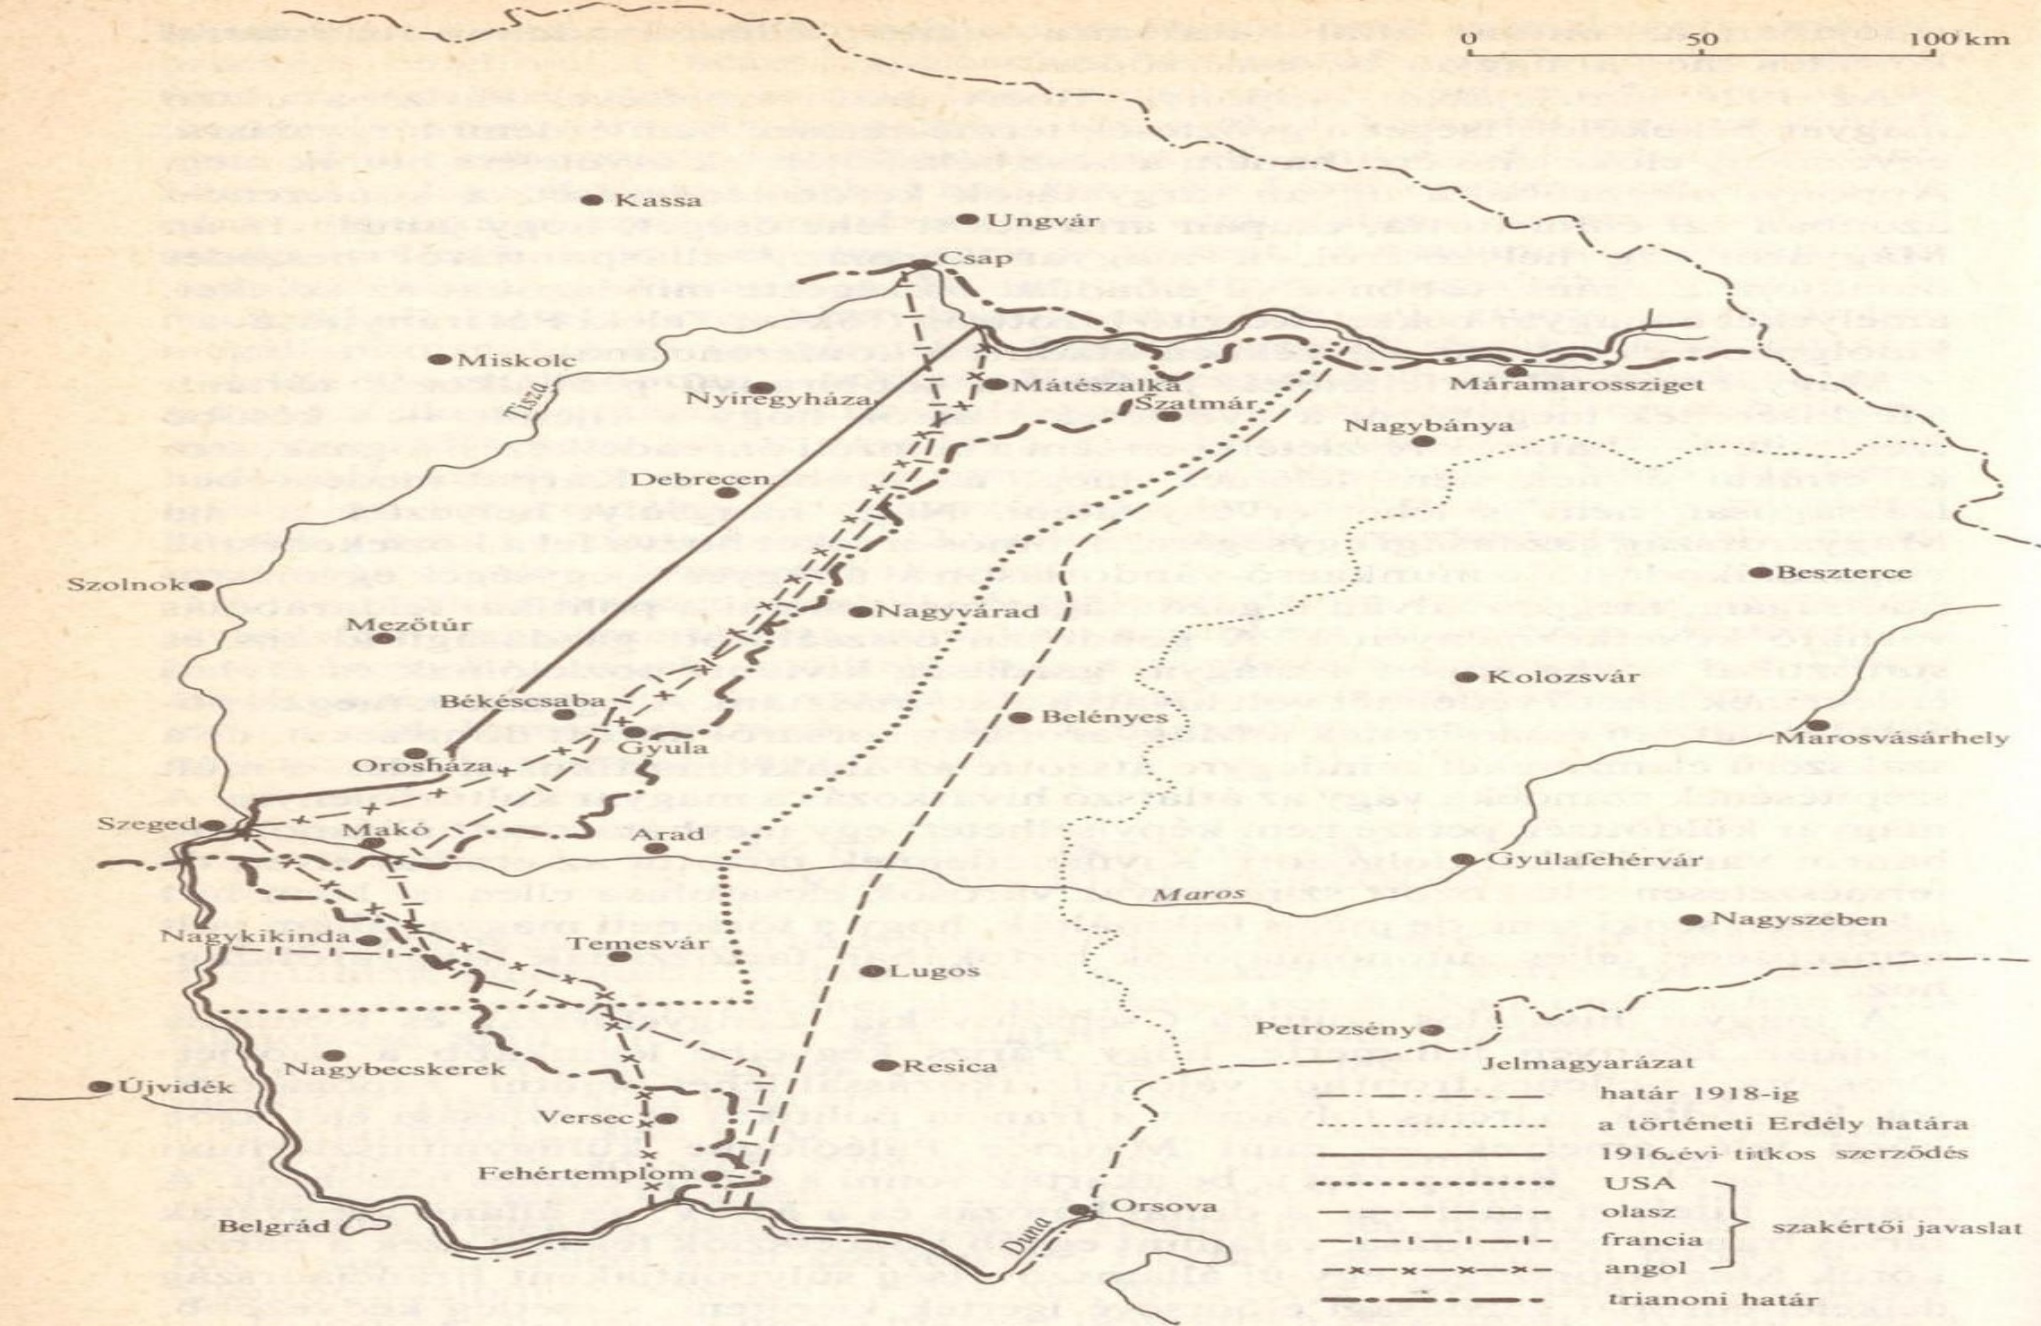 0 50 100 km
Kassa
Ungvár
Csap
Miskolc
Tisza
Nyíregyháza
Mátészalka
Szatmár
Máramarossziget
Nagybánya
Debrecen
Szolnok
Mezőtúr
Nagyvárad
Beszterce
Békéscsaba
Gyula
Belényes
Kolozsvár
Orosháza
Marosvásárhely
Szeged
Makó
Arad
Gyulafehérvár
Maros
Nagyszeben
Nagykikinda
Temesvár
Lugos
Petrozsény
Nagybecskerek
Resica
Újvidék
Versec
Fehértemplom
Belgrád
Duna
Orsova
Jelmagyarázat
határ 1918-ig
a történeti Erdély határa
1916.évi titkos szerződés
USA
olasz
francia
angol
szakértői javaslat
trianoni határ